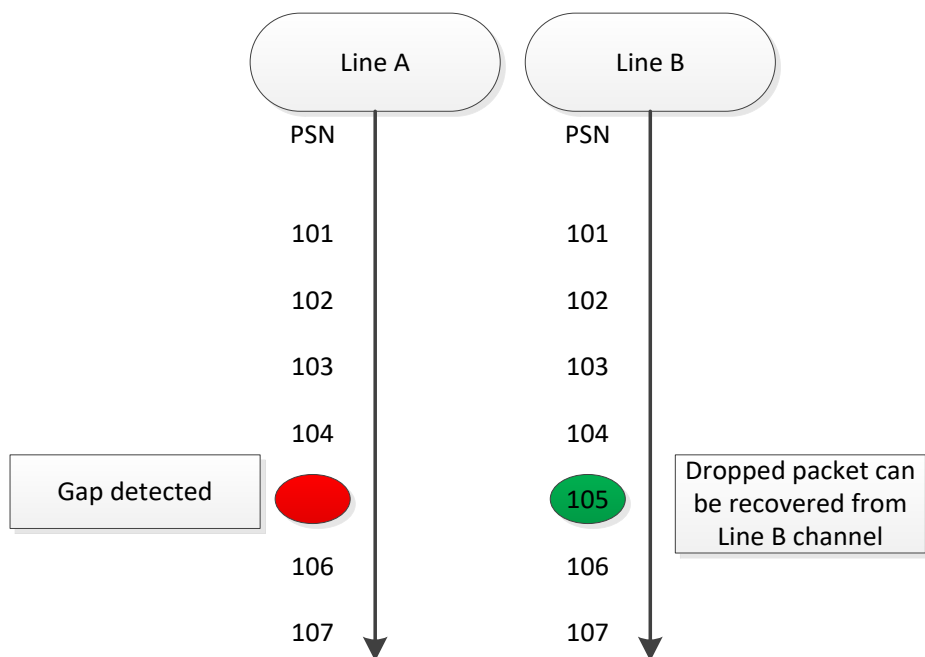 Line A
Line B
PSN
PSN
101
101
102
102
103
103
104
104
Gap detected
105
Dropped packet can
be recovered from
Line B channel
106
106
107
107